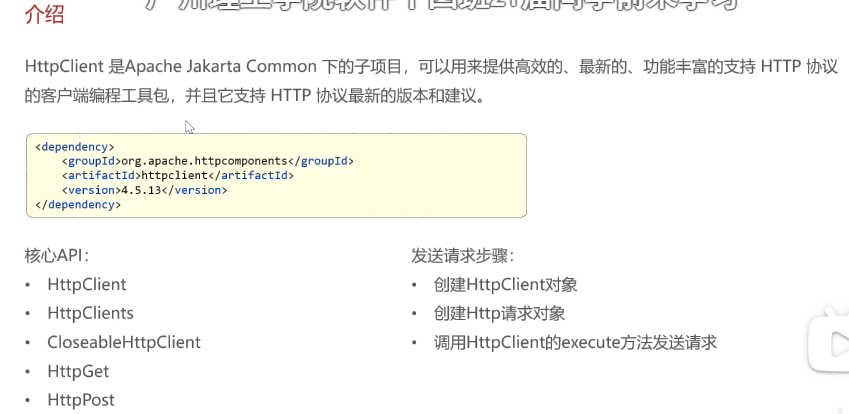 介绍
HttpClient 是Apache Jakarta Common 下的子项目，可以用来提供高效的、最新的、功能丰富的支持 HTTP 协议
的客户端编程工具包，并且它支持 HTTP 协议最新的版本和建议。
<dependency>
    <groupId>org.apache.httpcomponents</groupId>
    <artifactId>httpclient</artifactId>
    <version>4.5.13</version>
</dependency>
核心API：
• HttpClient
• HttpClients
• CloseableHttpClient
• HttpGet
• HttpPost
发送请求步骤：
• 创建HttpClient对象
• 创建Http请求对象
• 调用HttpClient的execute方法发送请求